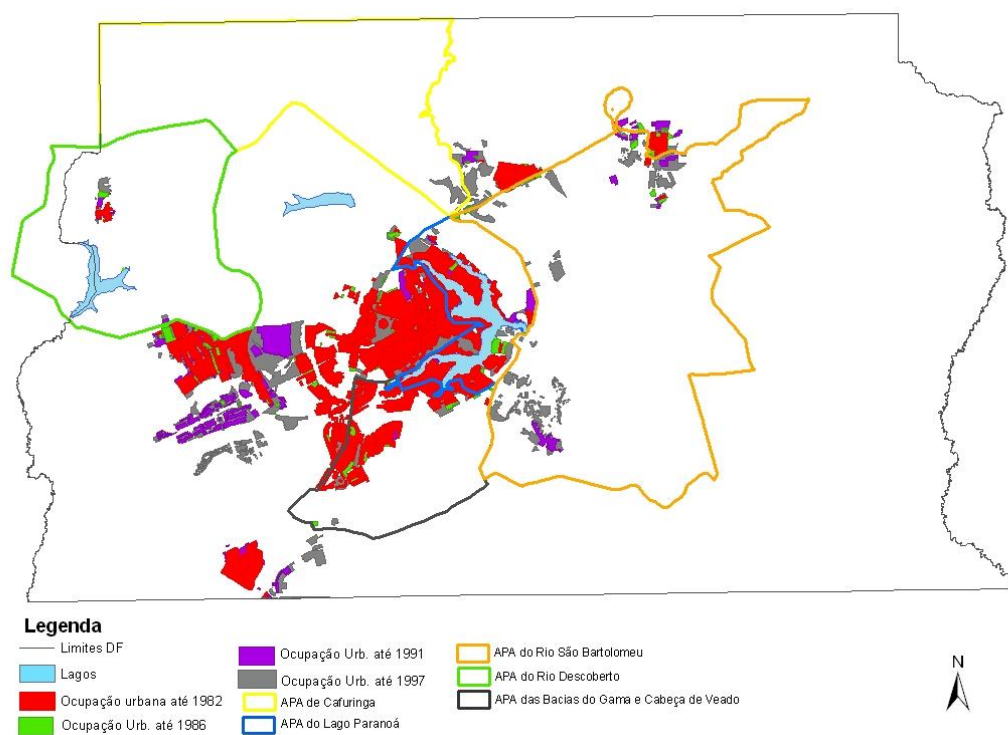 Legenda
Limites DF
Lagos
Ocupação urbana até 1982
Ocupação Urb. até 1986
Ocupação Urb. até 1991
Ocupação Urb. até 1997
APA de Cafuringa
APA do Lago Paranoá
APA do Rio São Bartolomeu
APA do Rio Descoberto
APA das Bacias do Gama e Cabeça de Veado
N